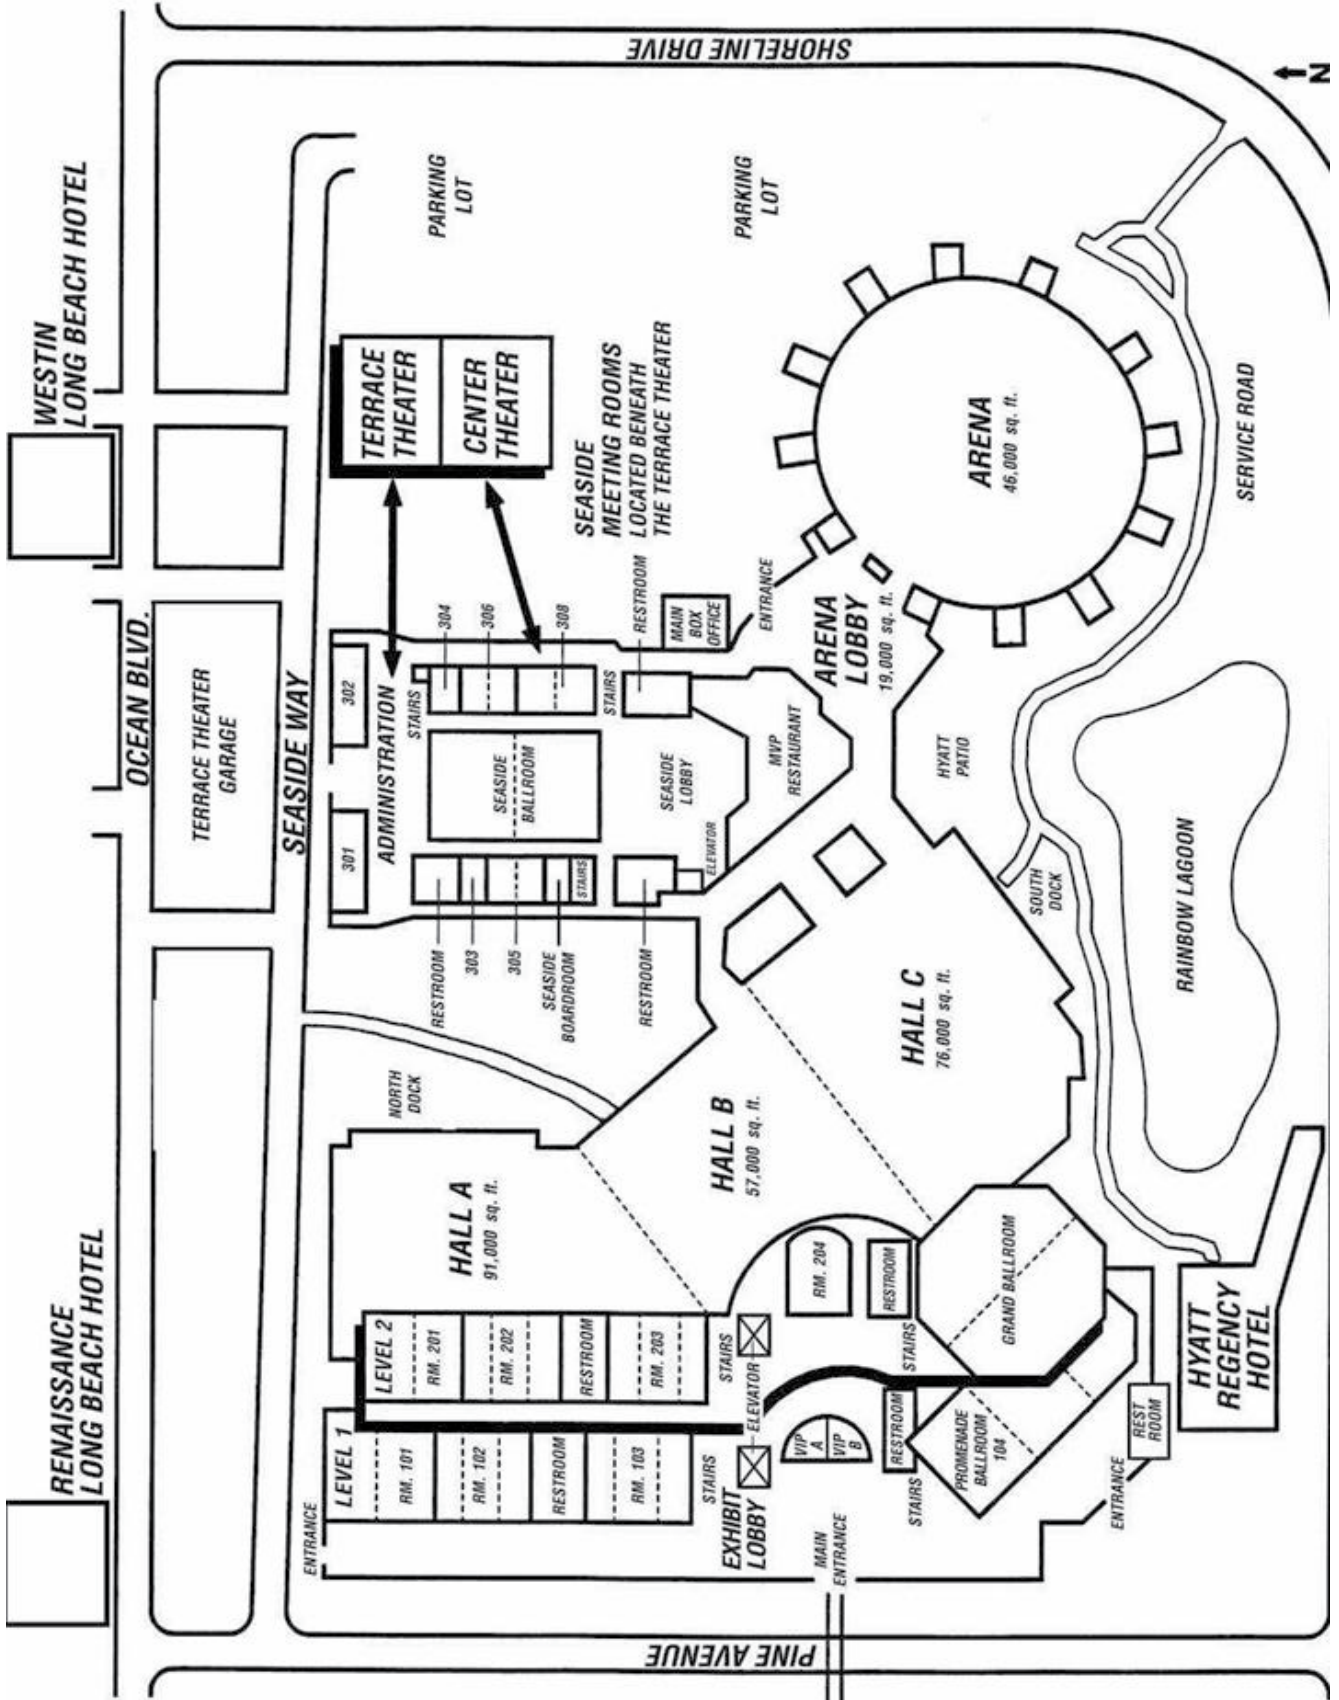 RENAISSANCE
LONG BEACH HOTEL
WESTIN
LONG BEACH HOTEL
OCEAN BLVD.
TERRACE THEATER
GARAGE
SEASIDE WAY
PINE AVENUE
SHORELINE DRIVE
N
ENTRANCE
LEVEL 1
RM. 101
RM. 102
RESTROOM
RM. 103
STAIRS
LEVEL 2
RM. 201
RM. 202
RESTROOM
RM. 203
STAIRS
ELEVATOR
EXHIBIT
LOBBY
HALL A
91,000 sq. ft.
NORTH
DOCK
301
302
ADMINISTRATION
STAIRS
304
306
308
STAIRS
RESTROOM
303
305
SEASIDE
BOARDROOM
STAIRS
RESTROOM
SEASIDE
BALLROOM
SEASIDE
LOBBY
ELEVATOR
RESTROOM
MAIN
BOX
OFFICE
ENTRANCE
TERRACE
THEATER
CENTER
THEATER
SEASIDE
MEETING ROOMS
LOCATED BENEATH
THE TERRACE THEATER
PARKING
LOT
PARKING
LOT
MVP
RESTAURANT
ARENA
LOBBY
19,000 sq. ft.
ARENA
46,000 sq. ft.
HYATT
PATIO
HALL B
57,000 sq. ft.
HALL C
76,000 sq. ft.
SOUTH
DOCK
MAIN
ENTRANCE
VIP
A
VIP
B
RM. 204
RESTROOM
STAIRS
RESTROOM
STAIRS
GRAND BALLROOM
PROMENADE
BALLROOM
104
ENTRANCE
REST
ROOM
HYATT
REGENCY
HOTEL
RAINBOW LAGOON
SERVICE ROAD